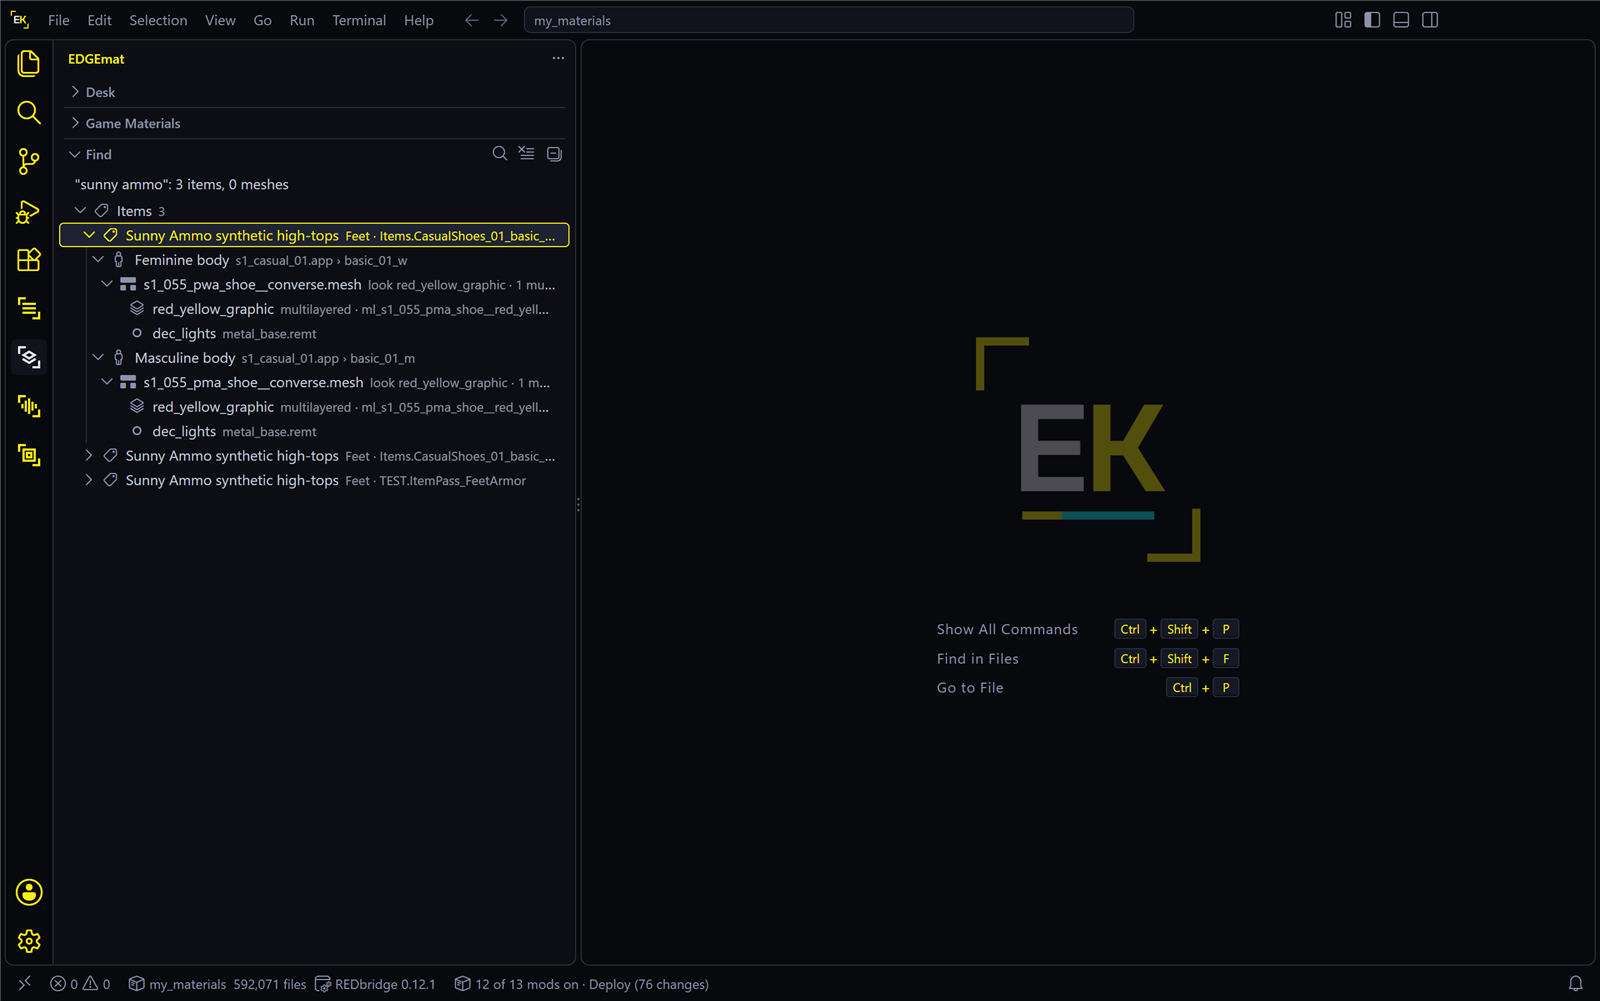 EK File Edit Selection View Go Run Terminal Help my_materials
EDGEmat
Desk
Game Materials
Find
"sunny ammo": 3 items, 0 meshes
Items 3
Sunny Ammo synthetic high-tops Feet · Items.CasualShoes_01_basic_...
Feminine body s1_casual_01.app › basic_01_w
s1_055_pwa_shoe__converse.mesh look red_yellow_graphic · 1 mu...
red_yellow_graphic multilayered · ml_s1_055_pma_shoe__red_yell...
dec_lights metal_base.remt
Masculine body s1_casual_01.app › basic_01_m
s1_055_pma_shoe__converse.mesh look red_yellow_graphic · 1 m...
red_yellow_graphic multilayered · ml_s1_055_pma_shoe__red_yell...
dec_lights metal_base.remt
Sunny Ammo synthetic high-tops Feet · Items.CasualShoes_01_basic_...
Sunny Ammo synthetic high-tops Feet · TEST.ItemPass_FeetArmor
EK
Show All Commands Ctrl + Shift + P
Find in Files Ctrl + Shift + F
Go to File Ctrl + P
0 0 my_materials 592,071 files REDbridge 0.12.1 12 of 13 mods on · Deploy (76 changes)